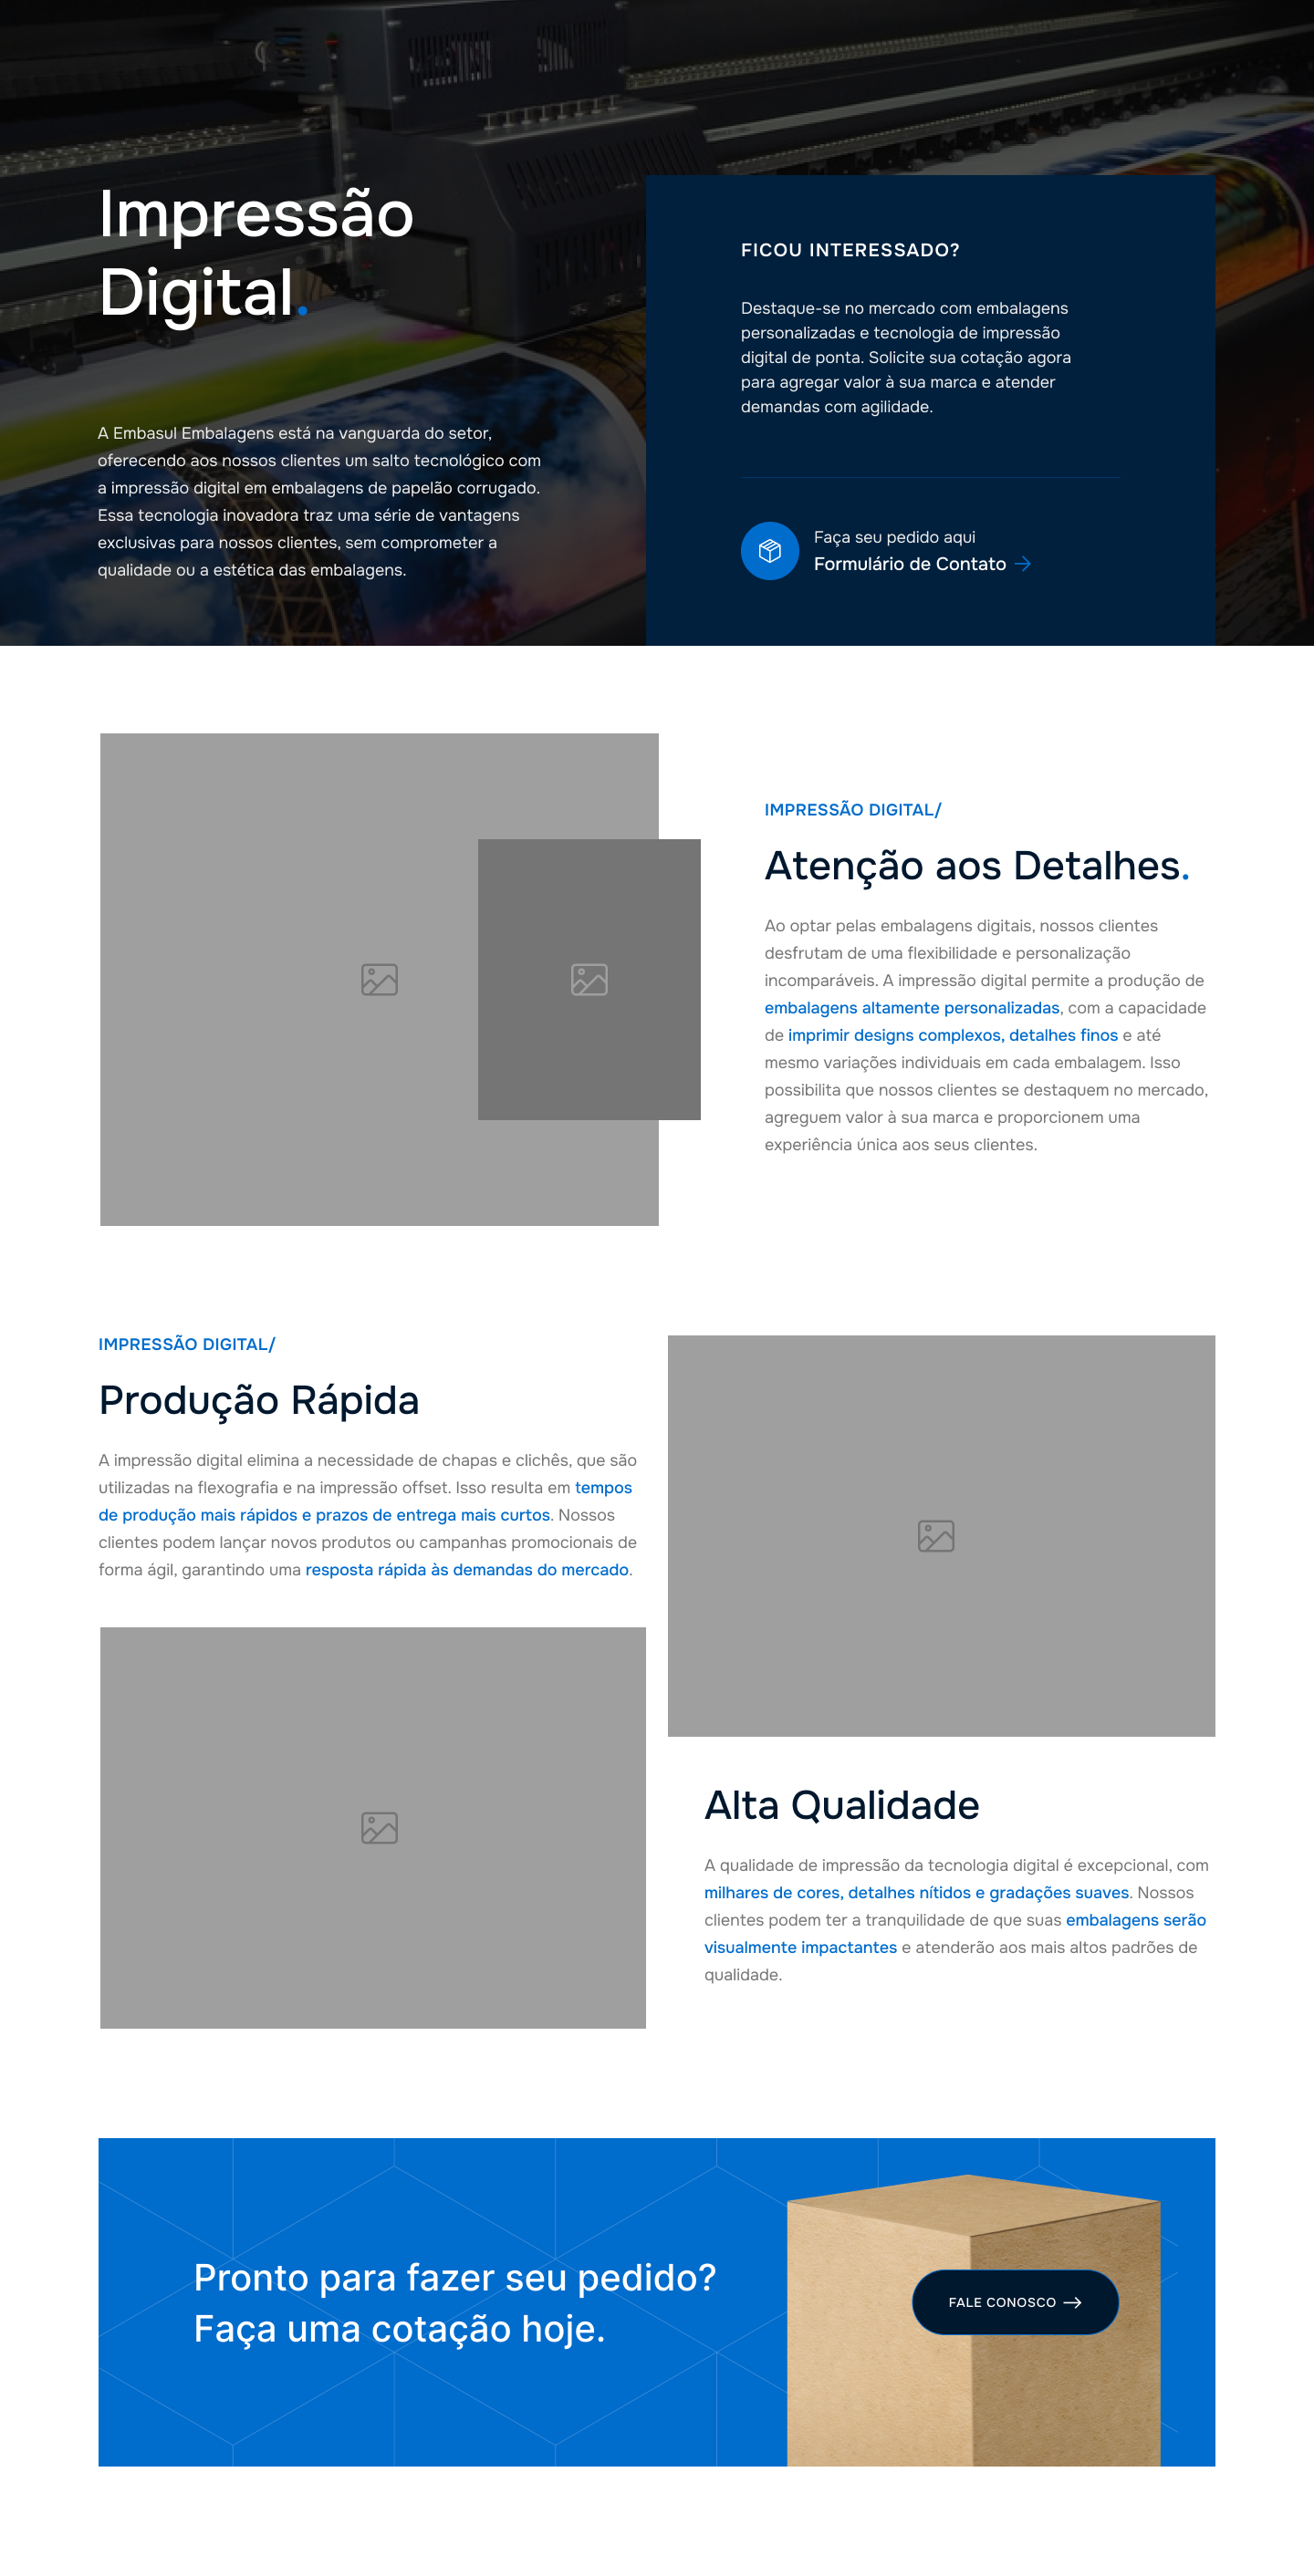 Impressão
Digital.
A Embasul Embalagens está na vanguarda do setor,
oferecendo aos nossos clientes um salto tecnológico com
a impressão digital em embalagens de papelão corrugado.
Essa tecnologia inovadora traz uma série de vantagens
exclusivas para nossos clientes, sem comprometer a
qualidade ou a estética das embalagens.
FICOU INTERESSADO?
Destaque-se no mercado com embalagens
personalizadas e tecnologia de impressão
digital de ponta. Solicite sua cotação agora
para agregar valor à sua marca e atender
demandas com agilidade.
Faça seu pedido aqui
Formulário de Contato →
IMPRESSÃO DIGITAL/
Atenção aos Detalhes.
Ao optar pelas embalagens digitais, nossos clientes
desfrutam de uma flexibilidade e personalização
incomparáveis. A impressão digital permite a produção de
embalagens altamente personalizadas, com a capacidade
de imprimir designs complexos, detalhes finos e até
mesmo variações individuais em cada embalagem. Isso
possibilita que nossos clientes se destaquem no mercado,
agreguem valor à sua marca e proporcionem uma
experiência única aos seus clientes.
IMPRESSÃO DIGITAL/
Produção Rápida
A impressão digital elimina a necessidade de chapas e clichês, que são
utilizadas na flexografia e na impressão offset. Isso resulta em tempos
de produção mais rápidos e prazos de entrega mais curtos. Nossos
clientes podem lançar novos produtos ou campanhas promocionais de
forma ágil, garantindo uma resposta rápida às demandas do mercado.
Alta Qualidade
A qualidade de impressão da tecnologia digital é excepcional, com
milhares de cores, detalhes nítidos e gradações suaves. Nossos
clientes podem ter a tranquilidade de que suas embalagens serão
visualmente impactantes e atenderão aos mais altos padrões de
qualidade.
Pronto para fazer seu pedido?
Faça uma cotação hoje.
FALE CONOSCO →